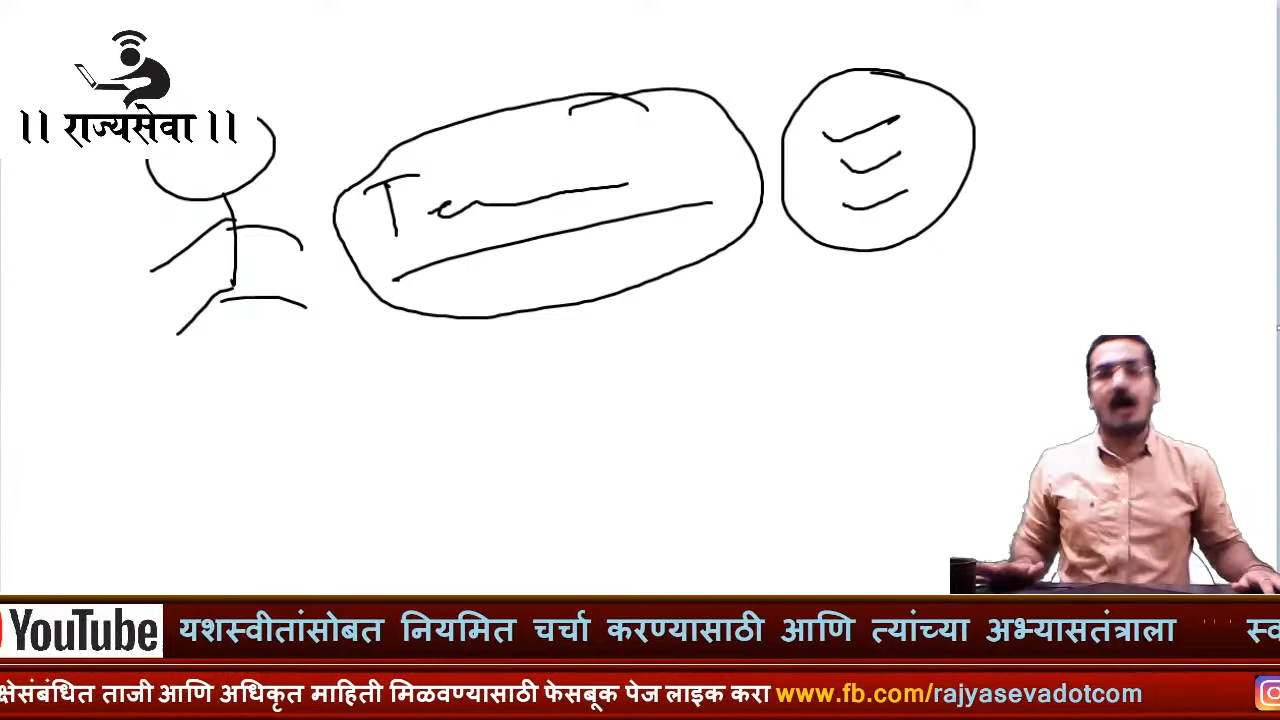 ।। राज्यसेवा ।।
YouTube यशस्वीतांसोबत नियमित चर्चा करण्यासाठी आणि त्यांच्या अभ्यासतंत्राला
क्षेसंबंधित ताजी आणि अधिकृत माहिती मिळवण्यासाठी फेसबूक पेज लाइक करा www.fb.com/rajyasevadotcom